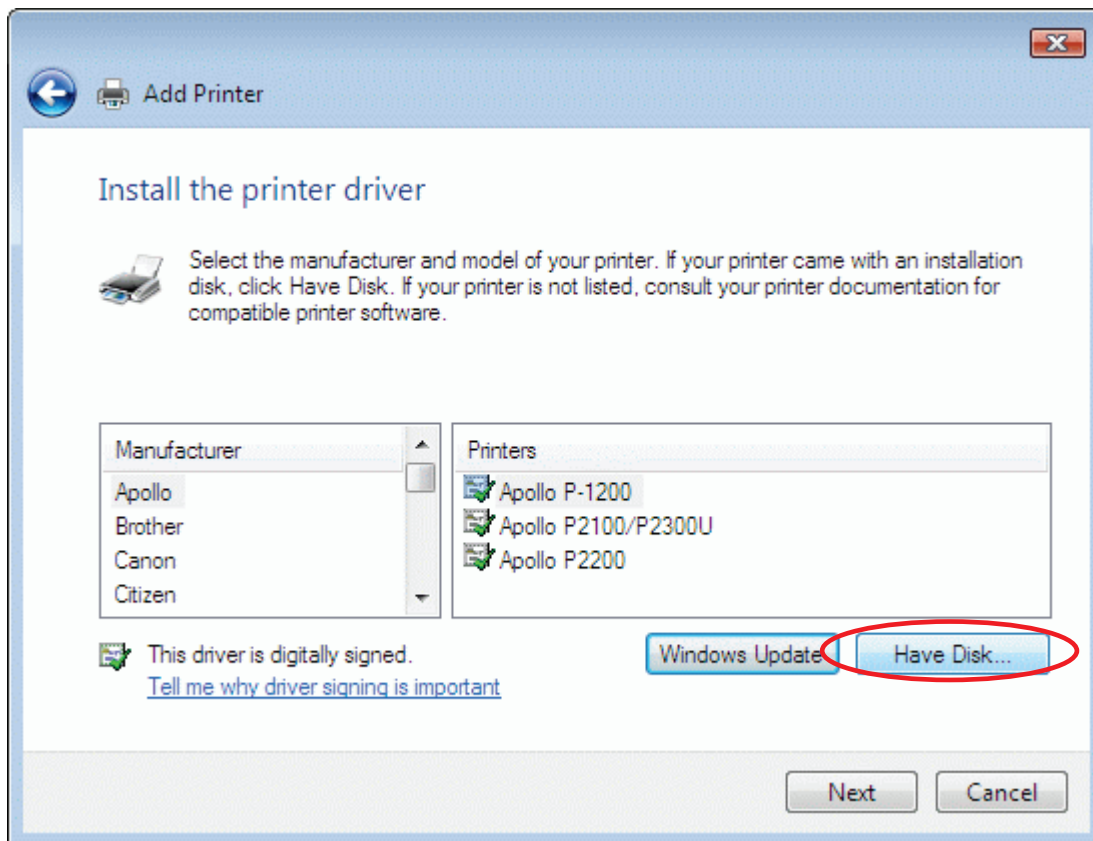 Add Printer
Install the printer driver
Select the manufacturer and model of your printer. If your printer came with an installation
disk, click Have Disk. If your printer is not listed, consult your printer documentation for
compatible printer software.
Manufacturer
Apollo
Brother
Canon
Citizen
Printers
Apollo P-1200
Apollo P2100/P2300U
Apollo P2200
This driver is digitally signed.
Tell me why driver signing is important
Windows Update
Have Disk...
Next
Cancel